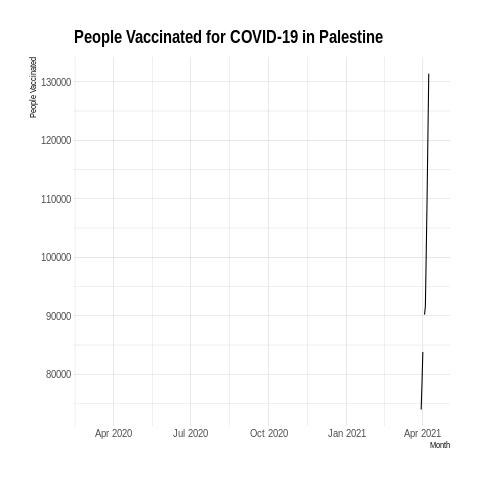 People Vaccinated for COVID-19 in Palestine
People Vaccinated
130000
120000
110000
100000
90000
80000
Apr 2020 Jul 2020 Oct 2020 Jan 2021 Apr 2021
Month